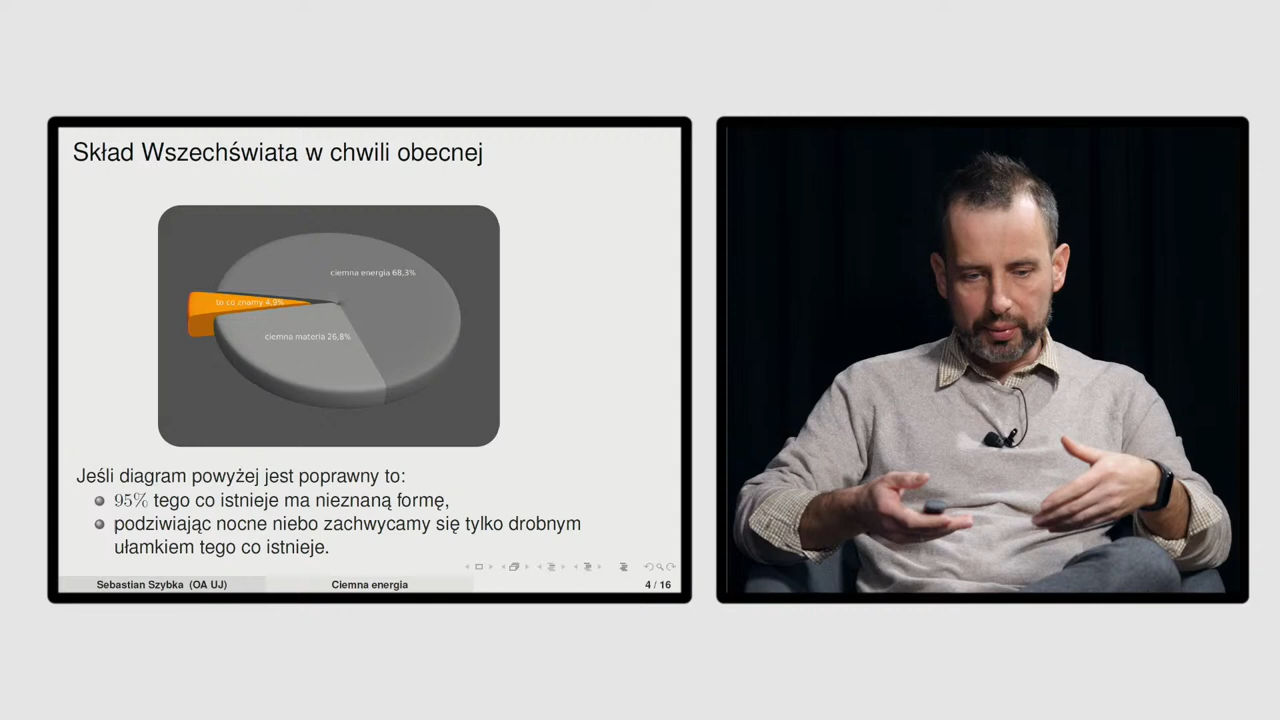 Skład Wszechświata w chwili obecnej
ciemna energia 68,3%
to co znamy 4,9%
ciemna materia 26,8%
Jeśli diagram powyżej jest poprawny to:
95% tego co istnieje ma nieznaną formę,
podziwiając nocne niebo zachwycamy się tylko drobnym
ułamkiem tego co istnieje.
Sebastian Szybka (OA UJ) Ciemna energia 4 / 16